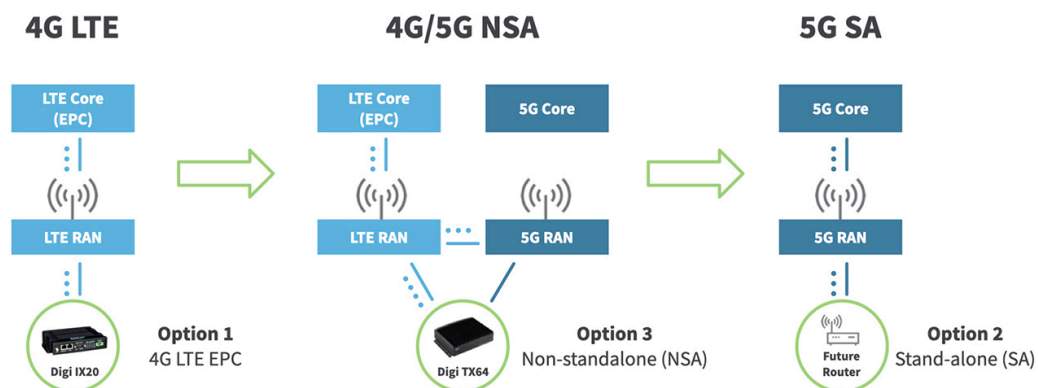 4G LTE
4G/5G NSA
5G SA
LTE Core
(EPC)
LTE Core
(EPC)
5G Core
5G Core
LTE RAN
LTE RAN
5G RAN
5G RAN
Digi IX20
Option 1
4G LTE EPC
Digi TX64
Option 3
Non-standalone (NSA)
Future
Router
Option 2
Stand-alone (SA)